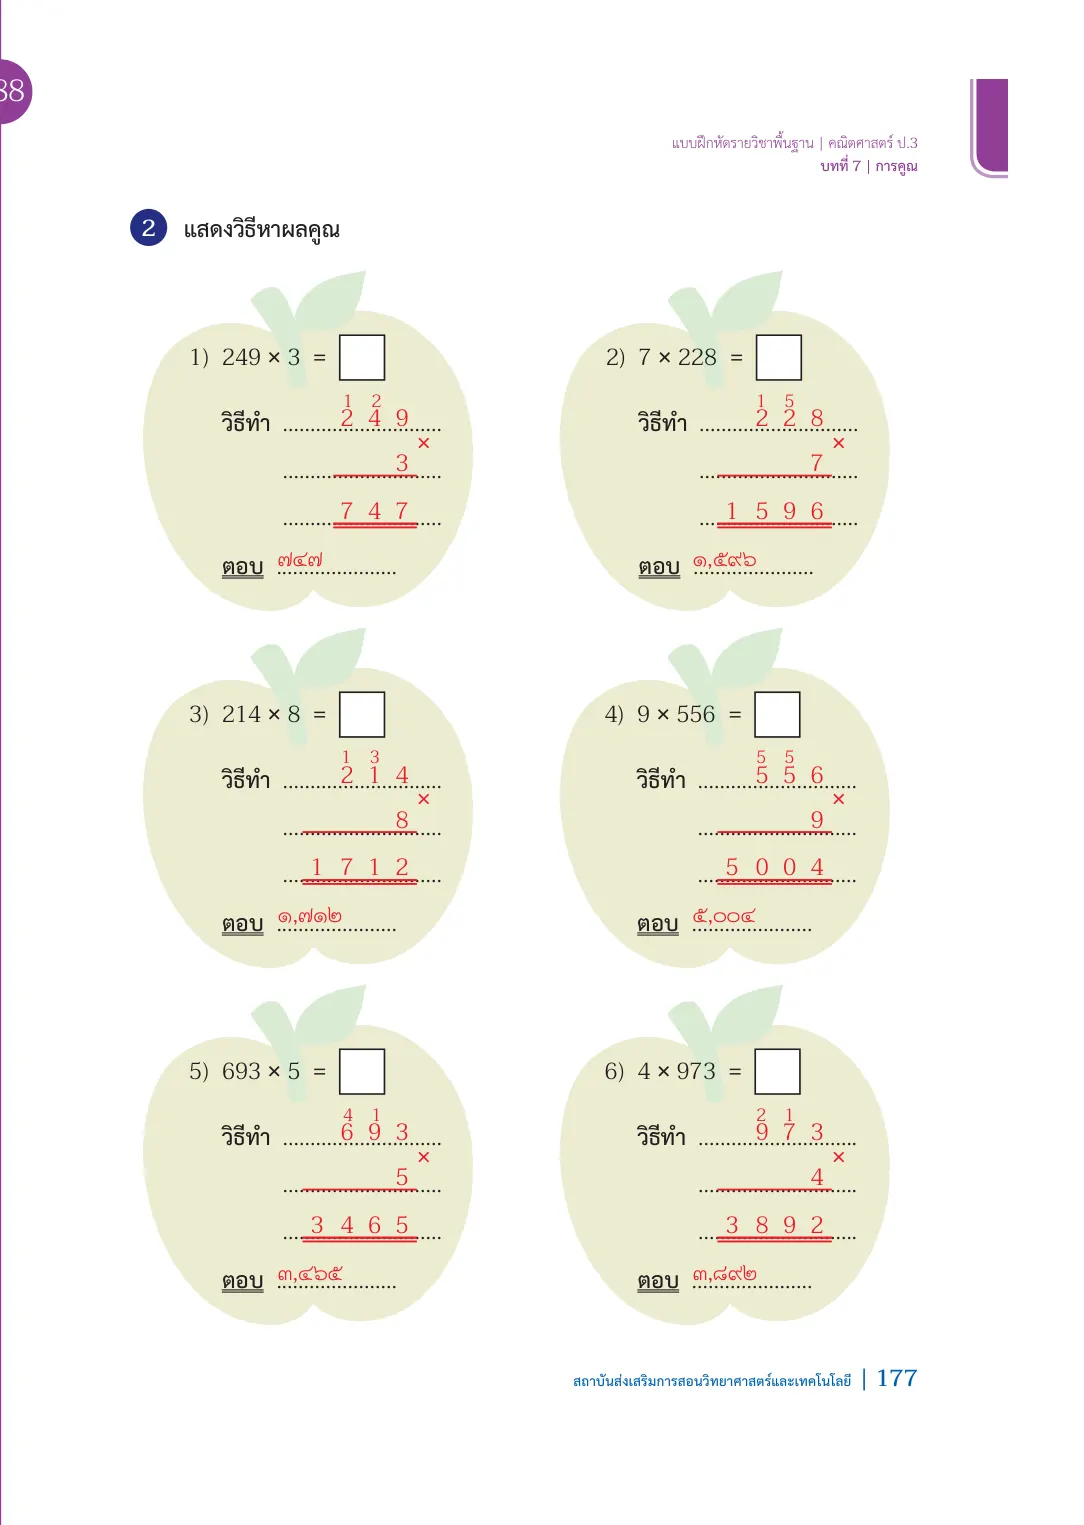 88
แบบฝึกหัดรายวิชาพื้นฐาน | คณิตศาสตร์ ป.3
บทที่ 7 | การคูณ
2 แสดงวิธีหาผลคูณ
1) 249 × 3 =
1 2
วิธีทำ 2 4 9
×
3
7 4 7
ตอบ ๗๔๗
2) 7 × 228 =
1 5
วิธีทำ 2 2 8
×
7
1 5 9 6
ตอบ ๑,๕๙๖
3) 214 × 8 =
1 3
วิธีทำ 2 1 4
×
8
1 7 1 2
ตอบ ๑,๗๑๒
4) 9 × 556 =
5 5
วิธีทำ 5 5 6
×
9
5 0 0 4
ตอบ ๕,๐๐๔
5) 693 × 5 =
4 1
วิธีทำ 6 9 3
×
5
3 4 6 5
ตอบ ๓,๔๖๕
6) 4 × 973 =
2 1
วิธีทำ 9 7 3
×
4
3 8 9 2
ตอบ ๓,๘๙๒
สถาบันส่งเสริมการสอนวิทยาศาสตร์และเทคโนโลยี | 177